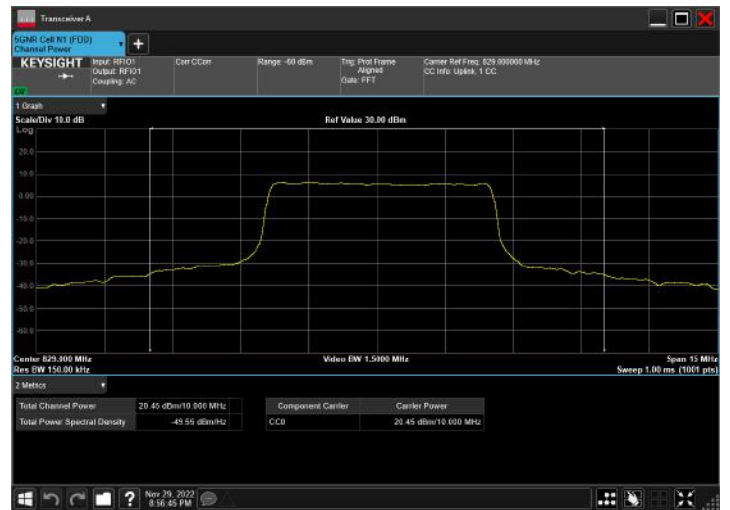 Transceiver A
5GNR Cell N1 (FDD)
Channel Power
KEYSIGHT
Input: RFIO1
Output: RFIO1
Coupling: AC
Corr CCorr
Range: -60 dBm
Trig: Prot Frame
Aligned
Gate: FFT
Carrier Ref Freq: 829.000000 MHz
CC Info: Uplink, 1 CC
1 Graph
Scale/Div 10.0 dB
Ref Value 30.00 dBm
Log
20.0
10.0
0.00
-10.0
-20.0
-30.0
-40.0
-50.0
-60.0
Center 829.000 MHz
Video BW 1.5000 MHz
Span 15 MHz
Res BW 150.00 kHz
Sweep 1.00 ms (1001 pts)
2 Metrics
Total Channel Power 20.45 dBm/10.000 MHz
Total Power Spectral Density -49.55 dBm/Hz
Component Carrier Carrier Power
CC0 20.45 dBm/10.000 MHz
?
Nov 29, 2022
8:56:45 PM